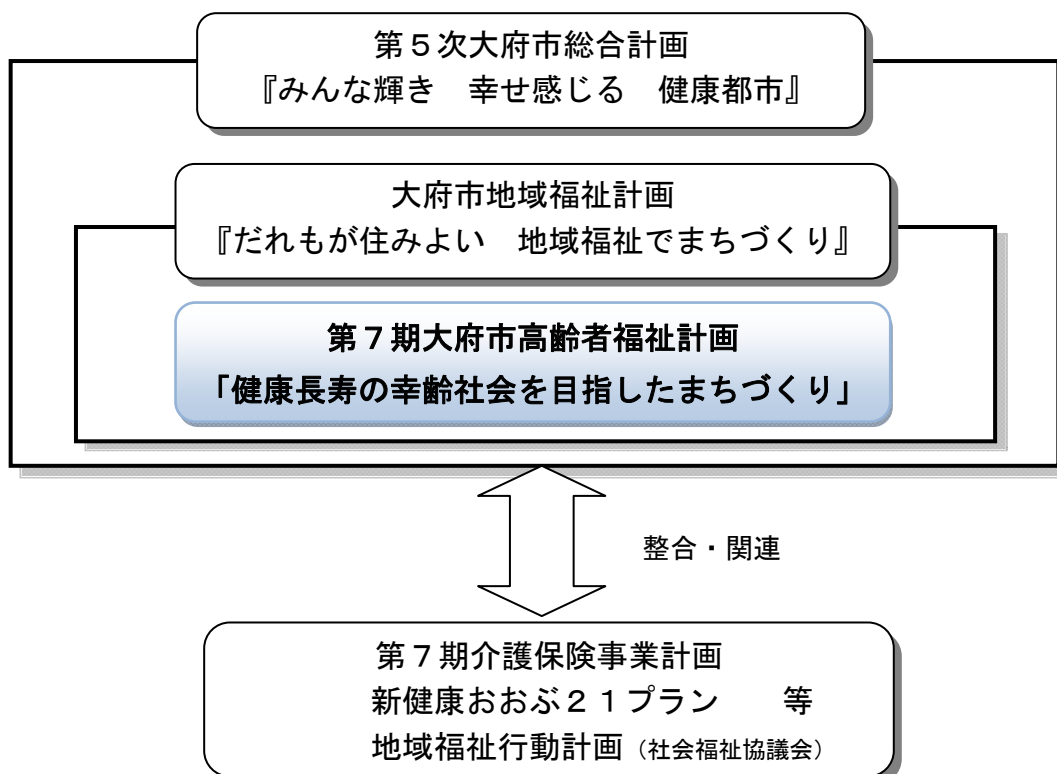 第５次大府市総合計画
『みんな輝き　幸せ感じる　健康都市』
大府市地域福祉計画
『だれもが住みよい　地域福祉でまちづくり』
第７期大府市高齢者福祉計画
「健康長寿の幸齢社会を目指したまちづくり」
整合・関連
第７期介護保険事業計画
新健康おおぶ２１プラン　　等
地域福祉行動計画（社会福祉協議会）